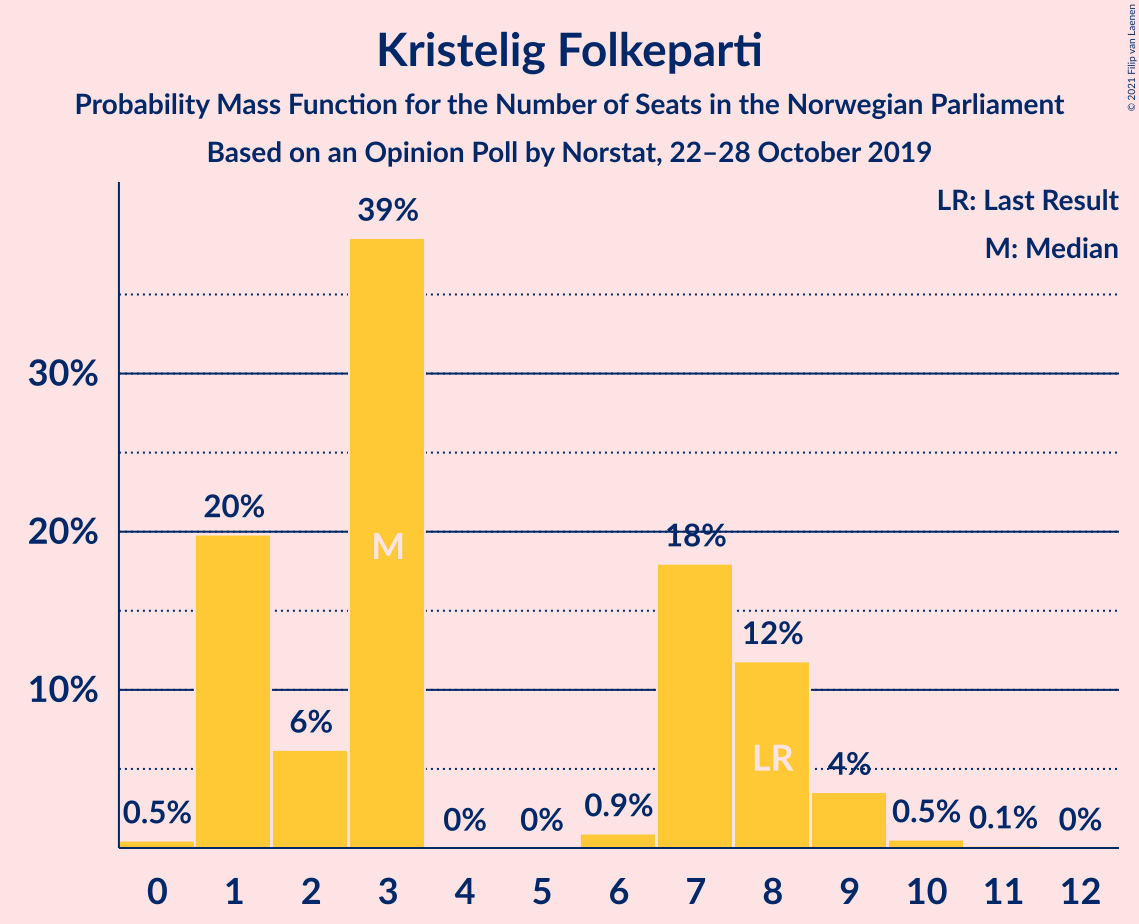 Kristelig Folkeparti
Probability Mass Function for the Number of Seats in the Norwegian Parliament
Based on an Opinion Poll by Norstat, 22–28 October 2019
© 2021 Filip van Laenen
LR: Last Result
M: Median
39%
30%
20%
20%
M
18%
12%
10%
6%
LR
4%
0.5%
0%
0%
0.9%
0.5%
0.1%
0%
0 1 2 3 4 5 6 7 8 9 10 11 12